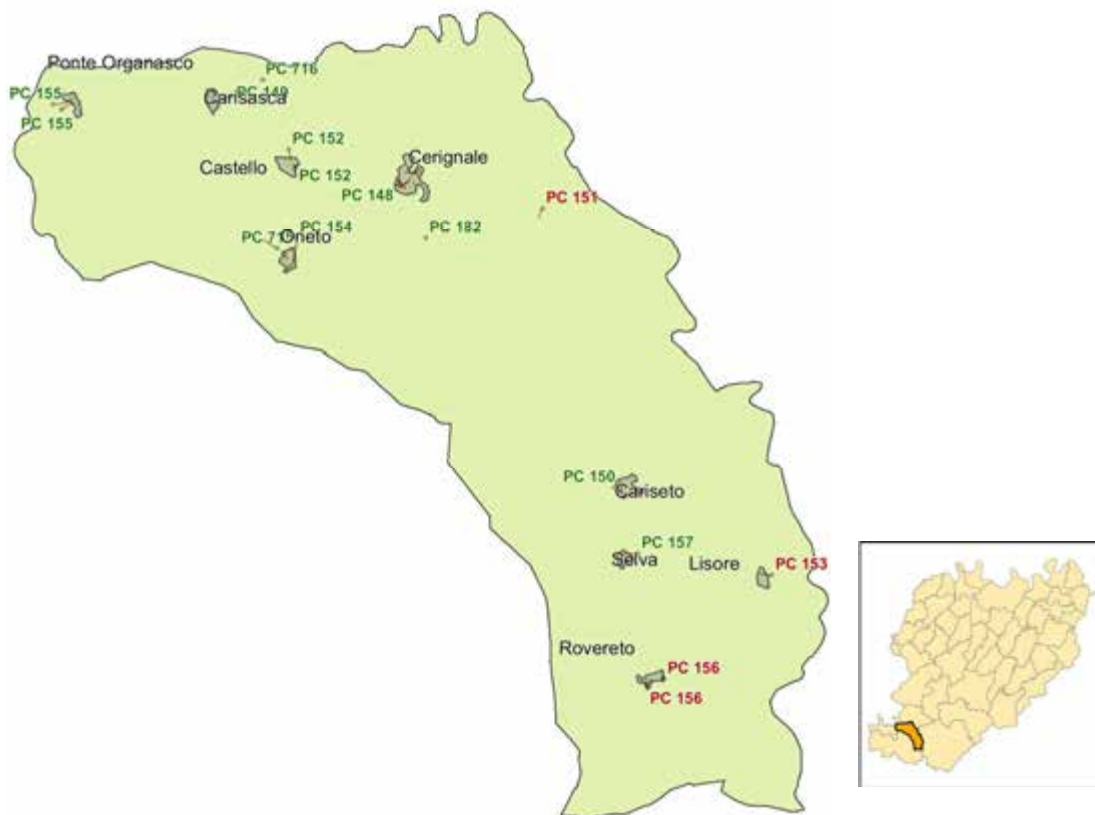 Ponte Organasco
PC 716
PC 155
PC 149
Carisasca
PC 155
PC 152
Cerignale
Castello
PC 152
PC 148
PC 151
PC 154
PC 182
Oneto
PC 150
Cariseto
PC 157
Selva
Lisore
PC 153
Rovereto
PC 156
PC 156